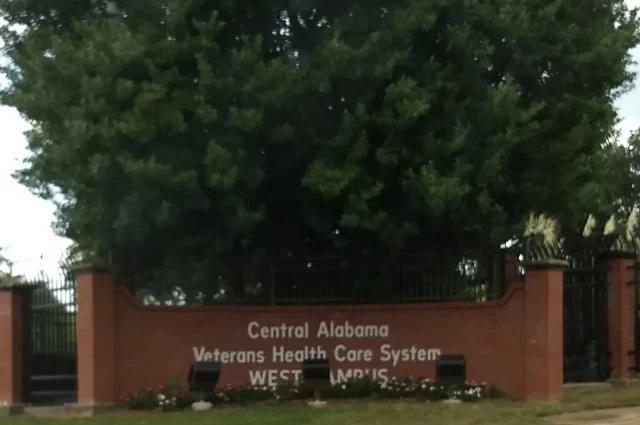 Central Alabama
Veterans Health Care System
WEST CAMPUS